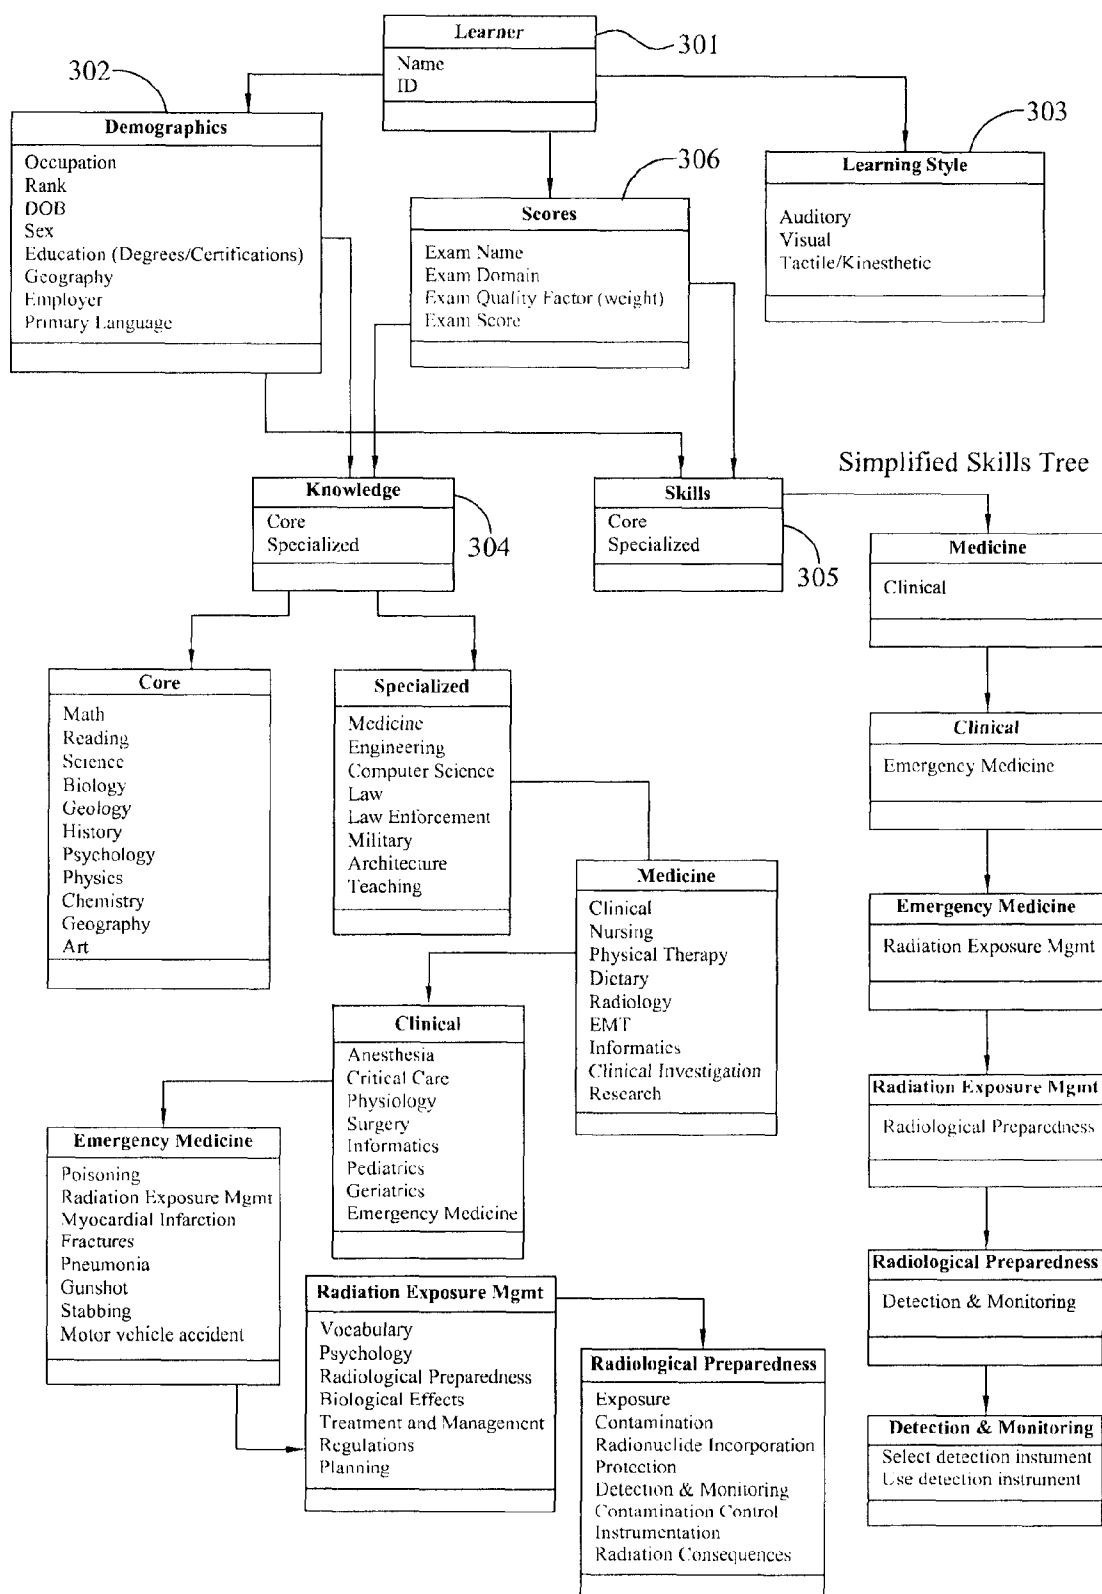 Learner
301
Name
ID
302
Demographics
Occupation
Rank
DOB
Sex
Education (Degrees/Certifications)
Geography
Employer
Primary Language
306
Scores
Exam Name
Exam Domain
Exam Quality Factor (weight)
Exam Score
303
Learning Style
Auditory
Visual
Tactile/Kinesthetic
Knowledge
Core
Specialized
304
Skills
Core
Specialized
305
Simplified Skills Tree
Medicine
Clinical
Clinical
Emergency Medicine
Emergency Medicine
Radiation Exposure Mgmt
Radiation Exposure Mgmt
Radiological Preparedness
Radiological Preparedness
Detection & Monitoring
Detection & Monitoring
Select detection instument
Use detection instrument
Core
Math
Reading
Science
Biology
Geology
History
Psychology
Physics
Chemistry
Geography
Art
Specialized
Medicine
Engineering
Computer Science
Law
Law Enforcement
Military
Architecture
Teaching
Medicine
Clinical
Nursing
Physical Therapy
Dietary
Radiology
EMT
Informatics
Clinical Investigation
Research
Clinical
Anesthesia
Critical Care
Physiology
Surgery
Informatics
Pediatrics
Geriatrics
Emergency Medicine
Emergency Medicine
Poisoning
Radiation Exposure Mgmt
Myocardial Infarction
Fractures
Pneumonia
Gunshot
Stabbing
Motor vehicle accident
Radiation Exposure Mgmt
Vocabulary
Psychology
Radiological Preparedness
Biological Effects
Treatment and Management
Regulations
Planning
Radiological Preparedness
Exposure
Contamination
Radionuclide Incorporation
Protection
Detection & Monitoring
Contamination Control
Instrumentation
Radiation Consequences